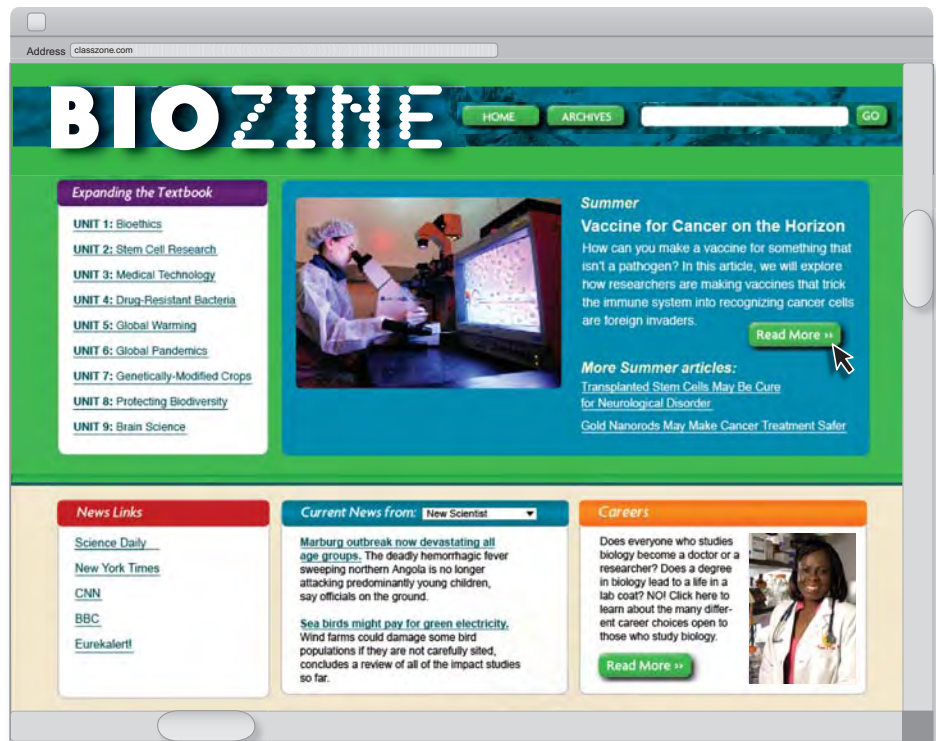 Address classzone.com
BIOZINE
HOME
ARCHIVES
GO
Expanding the Textbook
UNIT 1: Bioethics
UNIT 2: Stem Cell Research
UNIT 3: Medical Technology
UNIT 4: Drug-Resistant Bacteria
UNIT 5: Global Warming
UNIT 6: Global Pandemics
UNIT 7: Genetically-Modified Crops
UNIT 8: Protecting Biodiversity
UNIT 9: Brain Science
Summer
Vaccine for Cancer on the Horizon
How can you make a vaccine for something that
isn't a pathogen? In this article, we will explore
how researchers are making vaccines that trick
the immune system into recognizing cancer cells
are foreign invaders.
Read More ››
More Summer articles:
Transplanted Stem Cells May Be Cure
for Neurological Disorder
Gold Nanorods May Make Cancer Treatment Safer
News Links
Science Daily
New York Times
CNN
BBC
Eurekalert!
Current News from: New Scientist
Marburg outbreak now devastating all
age groups. The deadly hemorrhagic fever
sweeping northern Angola is no longer
attacking predominantly young children,
say officials on the ground.
Sea birds might pay for green electricity.
Wind farms could damage some bird
populations if they are not carefully sited,
concludes a review of all of the impact studies
so far.
Careers
Does everyone who studies
biology become a doctor or a
researcher? Does a degree
in biology lead to a life in a
lab coat? NO! Click here to
learn about the many differ-
ent career choices open to
those who study biology.
Read More ››